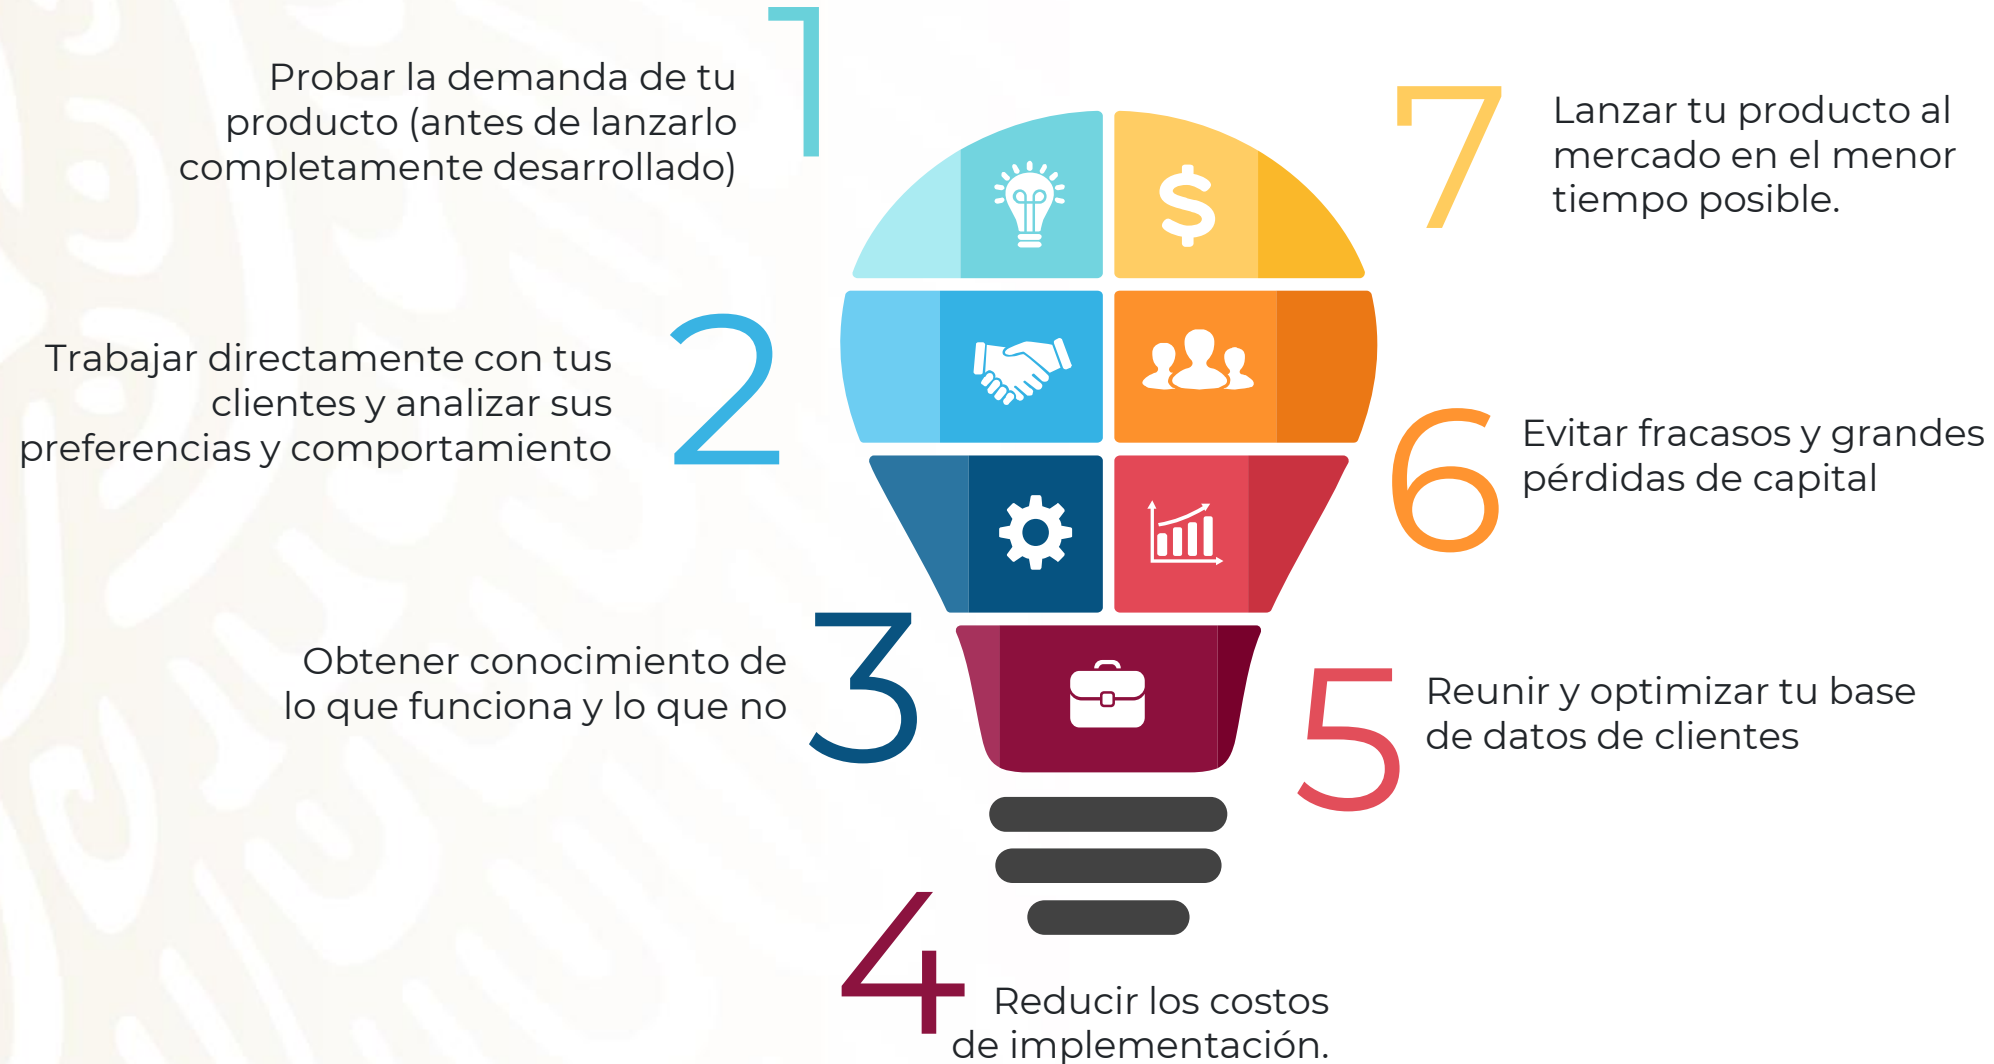 1
Probar la demanda de tu
producto (antes de lanzarlo
completamente desarrollado)
2
Trabajar directamente con tus
clientes y analizar sus
preferencias y comportamiento
3
Obtener conocimiento de
lo que funciona y lo que no
4
Reducir los costos
de implementación.
5
Reunir y optimizar tu base
de datos de clientes
6
Evitar fracasos y grandes
pérdidas de capital
7
Lanzar tu producto al
mercado en el menor
tiempo posible.
$